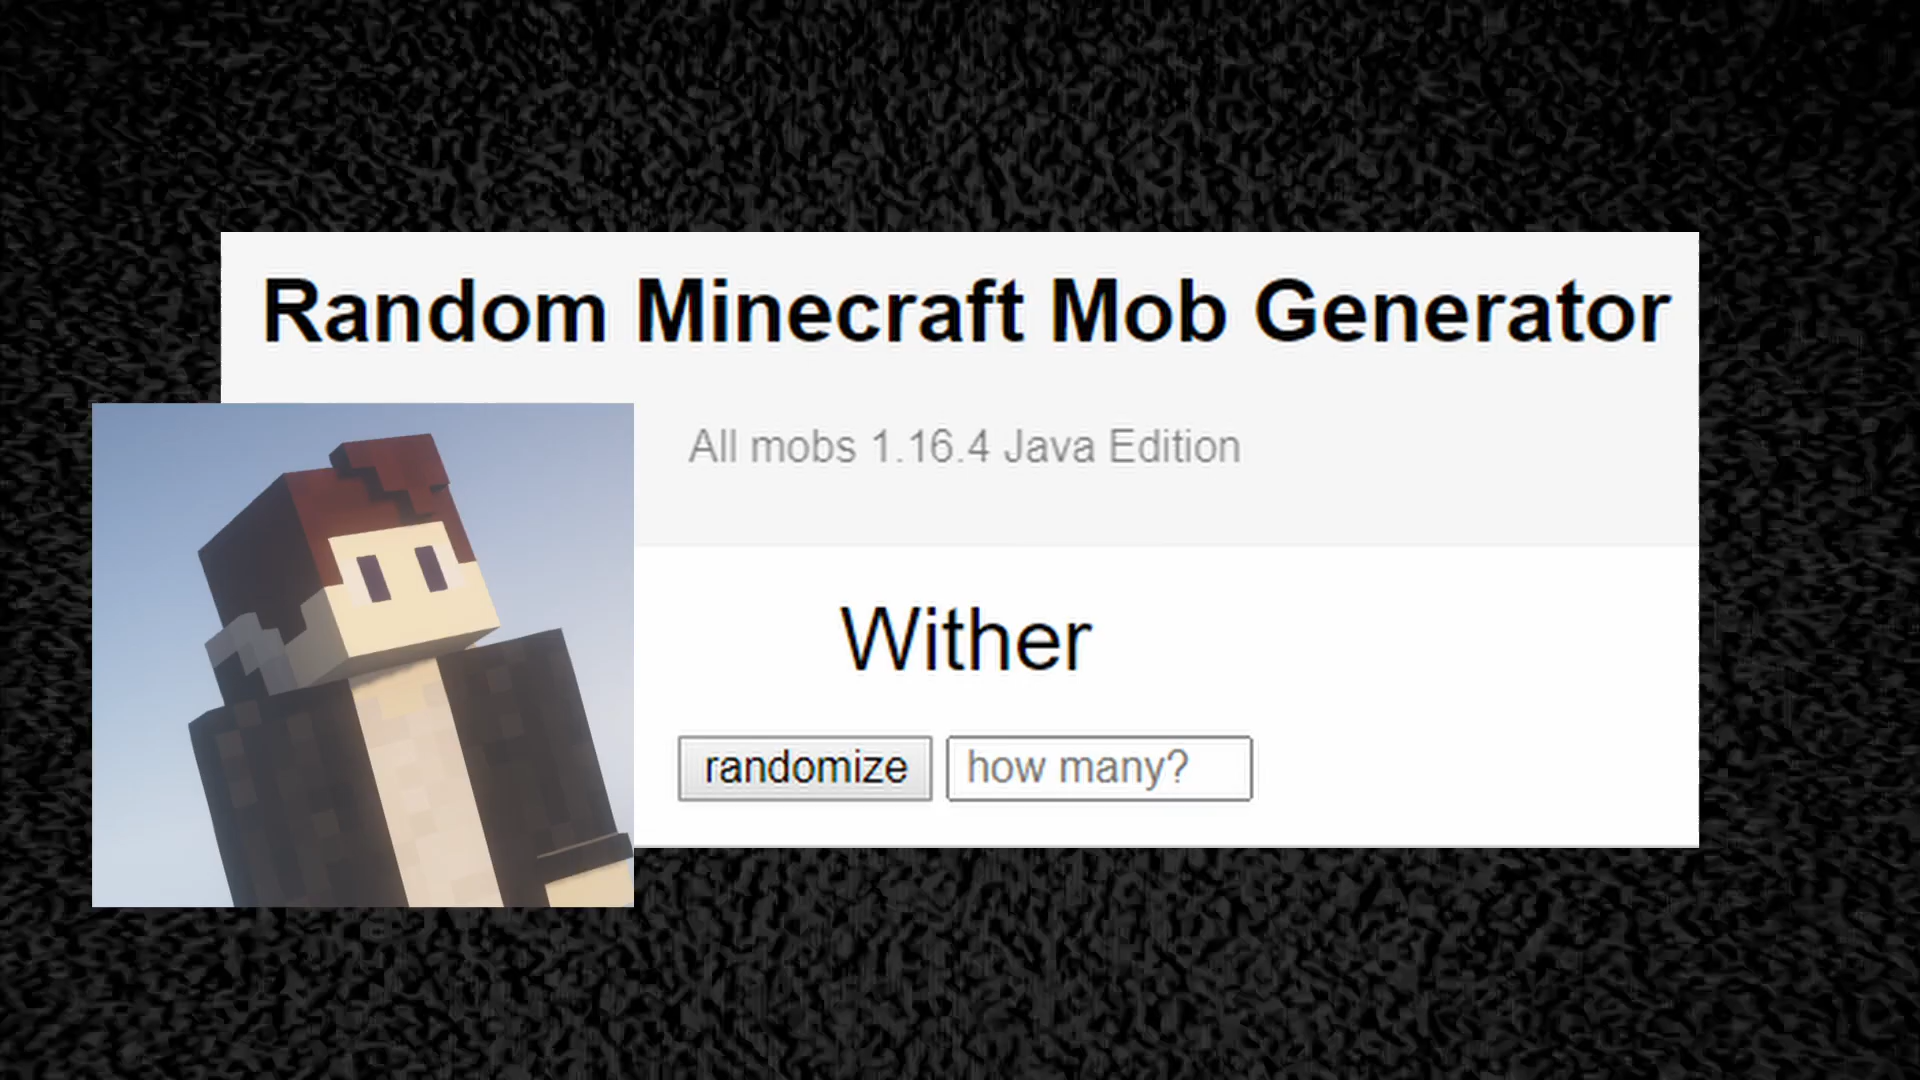 Random Minecraft Mob Generator
All mobs 1.16.4 Java Edition
Wither
randomize how many?